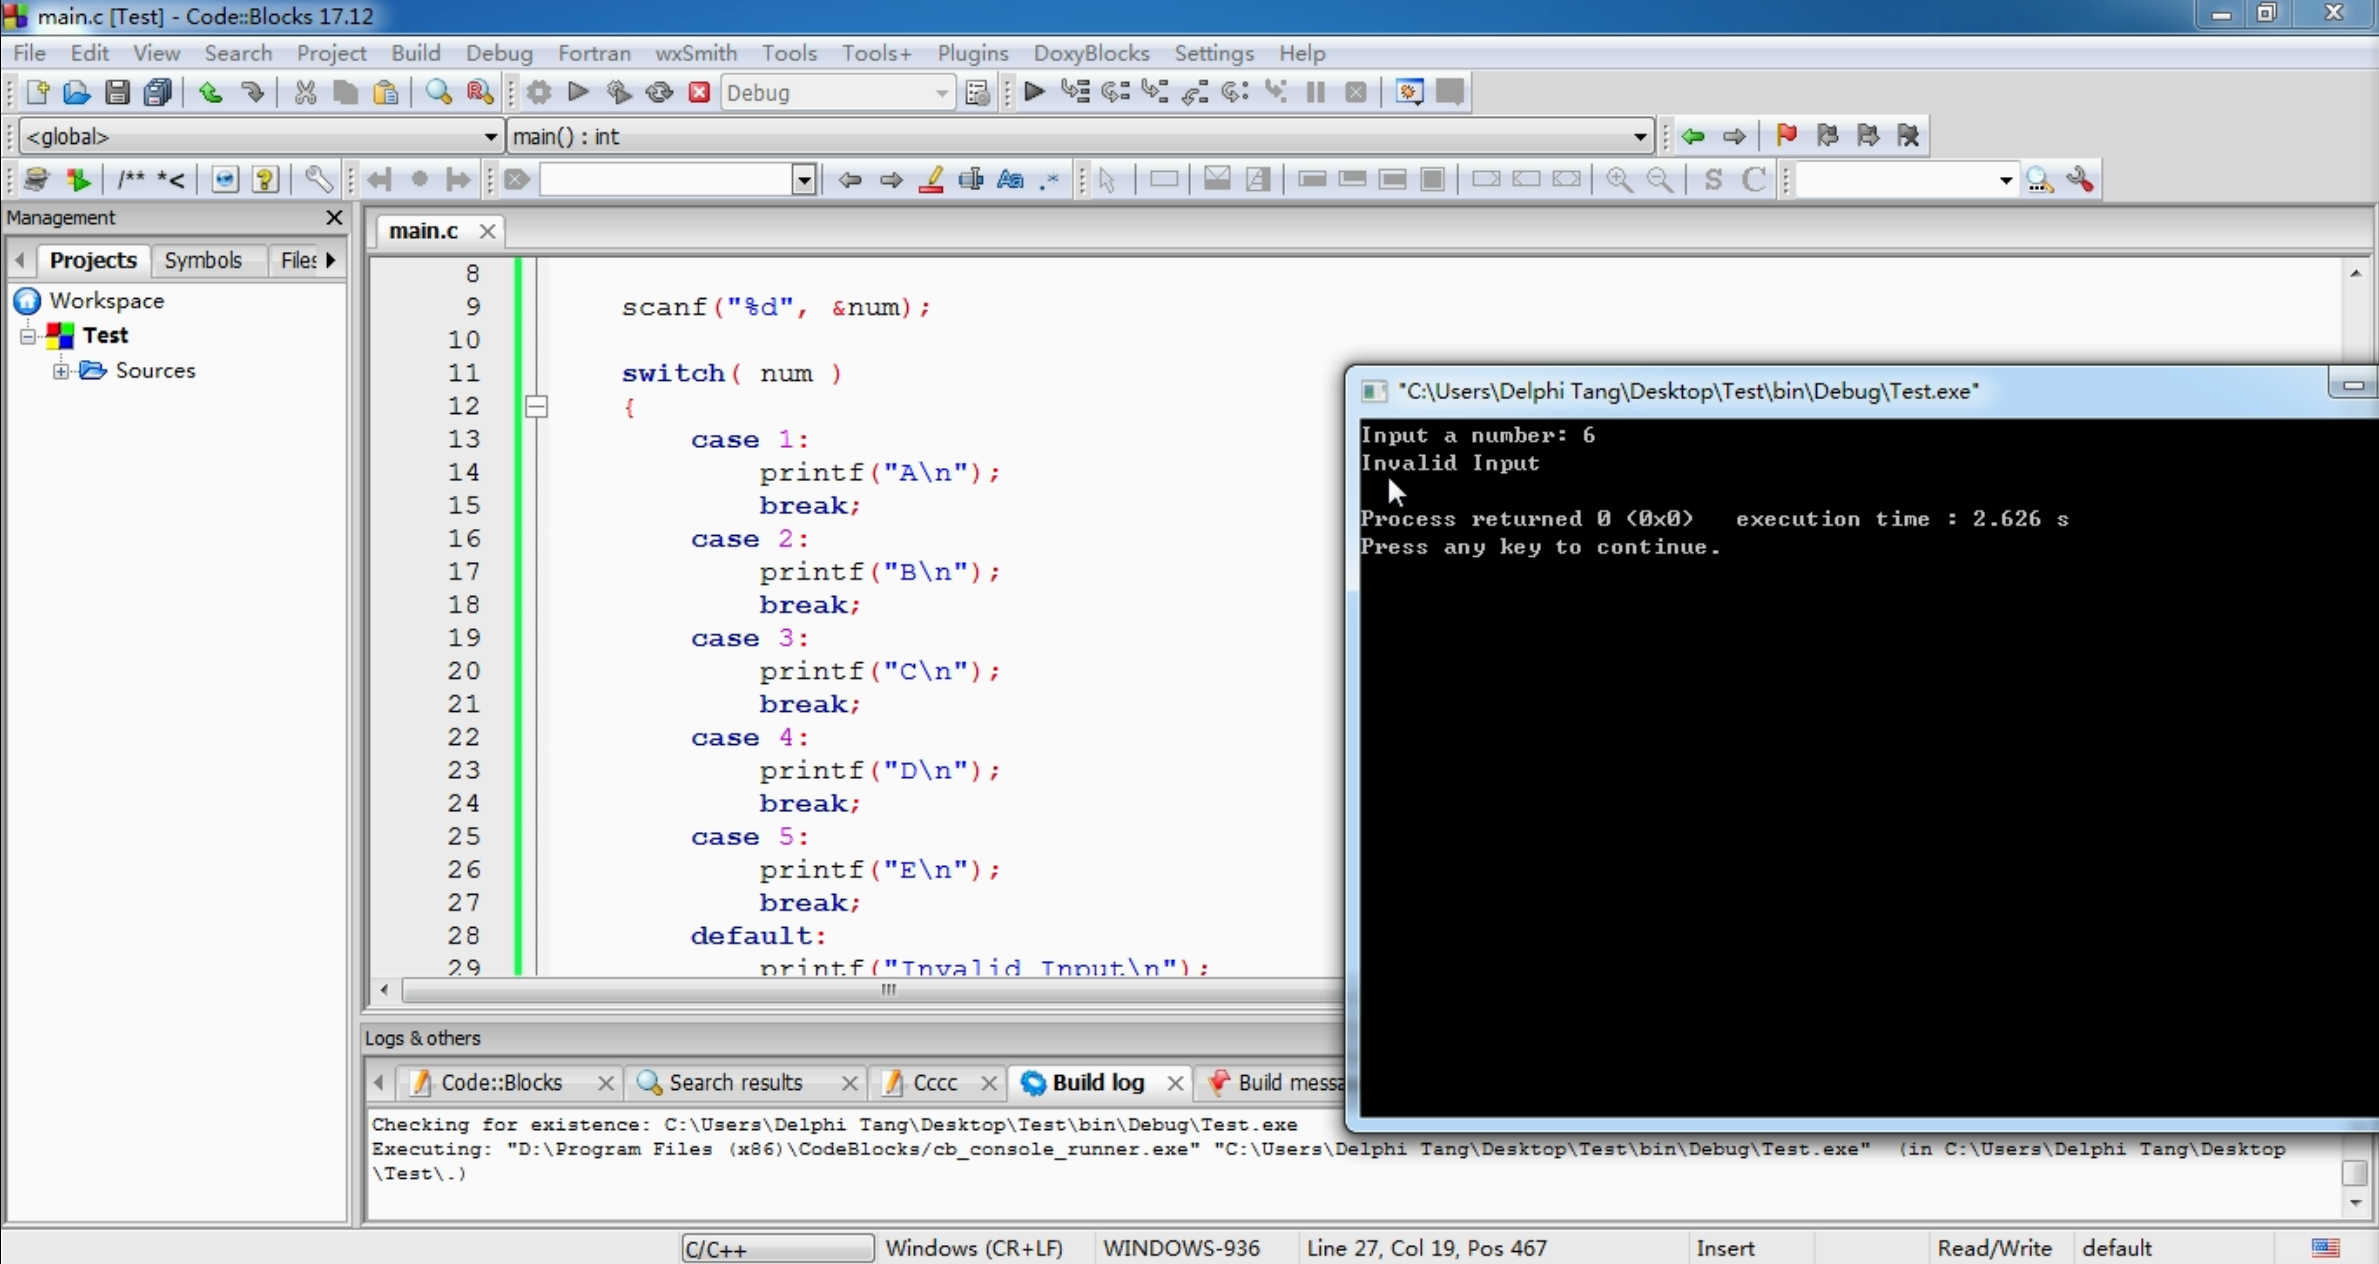 main.c [Test] - Code::Blocks 17.12
File Edit View Search Project Build Debug Fortran wxSmith Tools Tools+ Plugins DoxyBlocks Settings Help
Debug
<global> main() : int
/** *<
S C
Management
Projects Symbols Files
Workspace
Test
Sources
main.c
8
9 scanf("%d", &num);
10
11 switch( num )
12 {
13 case 1:
14 printf("A\n");
15 break;
16 case 2:
17 printf("B\n");
18 break;
19 case 3:
20 printf("C\n");
21 break;
22 case 4:
23 printf("D\n");
24 break;
25 case 5:
26 printf("E\n");
27 break;
28 default:
29 printf("Invalid Input\n");
"C:\Users\Delphi Tang\Desktop\Test\bin\Debug\Test.exe"
Input a number: 6
Invalid Input
Process returned 0 (0x0) execution time : 2.626 s
Press any key to continue.
Logs & others
Code::Blocks Search results Cccc Build log Build messa
Checking for existence: C:\Users\Delphi Tang\Desktop\Test\bin\Debug\Test.exe
Executing: "D:\Program Files (x86)\CodeBlocks/cb_console_runner.exe" "C:\Users\Delphi Tang\Desktop\Test\bin\Debug\Test.exe" (in C:\Users\Delphi Tang\Desktop
\Test\.)
C/C++ Windows (CR+LF) WINDOWS-936 Line 27, Col 19, Pos 467 Insert Read/Write default